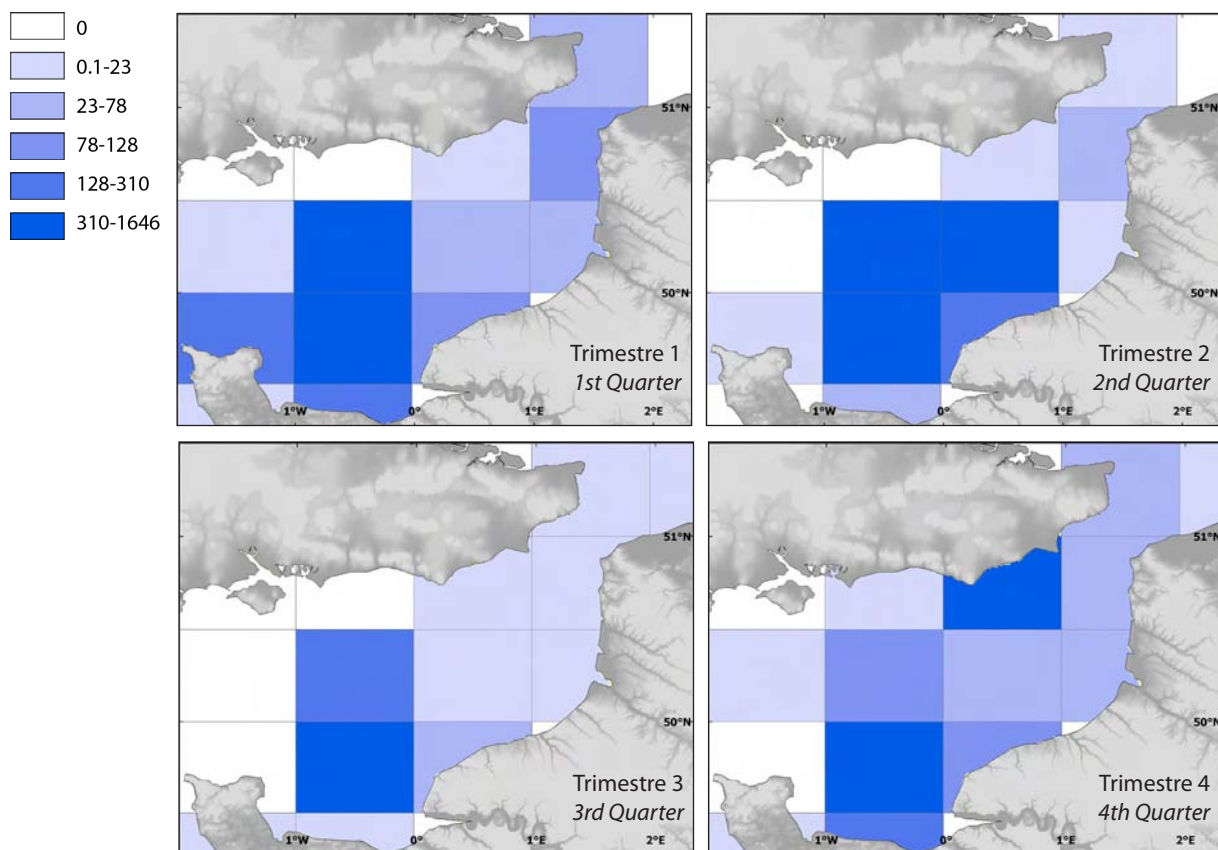 0
0.1-23
23-78
78-128
128-310
310-1646
51°N
50°N
Trimestre 1
1st Quarter
1°W
0°
1°E
2°E
51°N
50°N
Trimestre 2
2nd Quarter
1°W
0°
1°E
2°E
51°N
50°N
Trimestre 3
3rd Quarter
1°W
0°
1°E
2°E
51°N
50°N
Trimestre 4
4th Quarter
1°W
0°
1°E
2°E